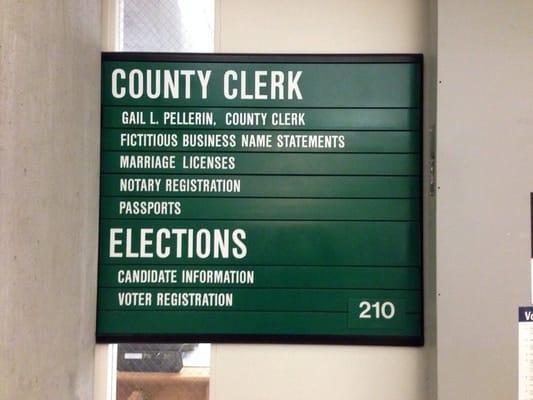 COUNTY CLERK
GAIL L. PELLERIN, COUNTY CLERK
FICTITIOUS BUSINESS NAME STATEMENTS
MARRIAGE LICENSES
NOTARY REGISTRATION
PASSPORTS
ELECTIONS
CANDIDATE INFORMATION
VOTER REGISTRATION
210